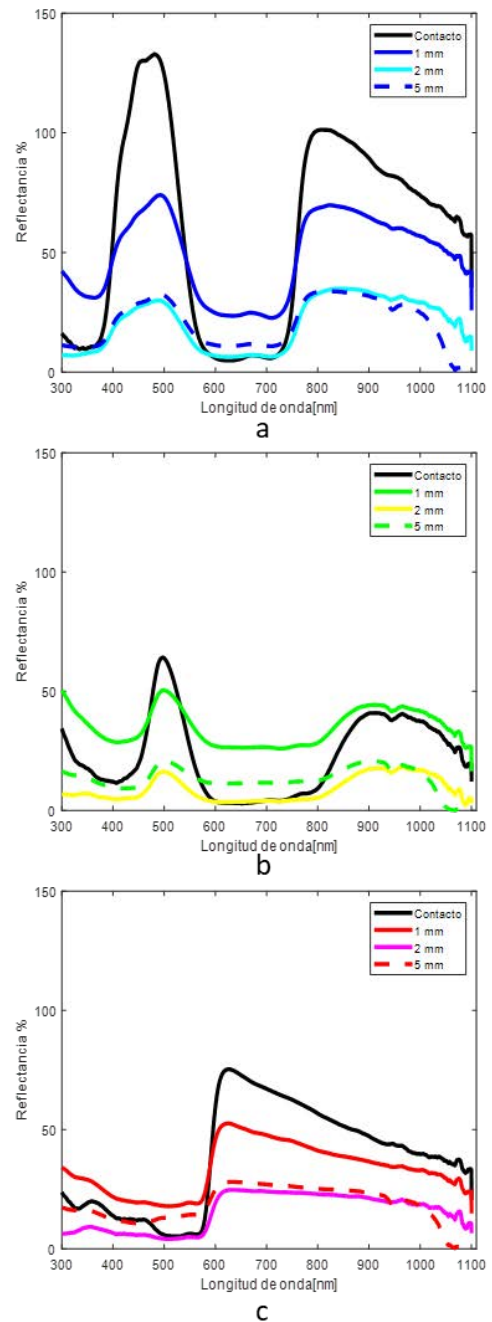 150
100
50
0
Reflectancia %
Contacto
1 mm
2 mm
5 mm
300 400 500 600 700 800 900 1000 1100
Longitud de onda[nm]
a
150
100
50
0
Reflectancia %
Contacto
1 mm
2 mm
5 mm
300 400 500 600 700 800 900 1000 1100
Longitud de onda[nm]
b
150
100
50
0
Reflectancia %
Contacto
1 mm
2 mm
5 mm
300 400 500 600 700 800 900 1000 1100
Longitud de onda[nm]
c